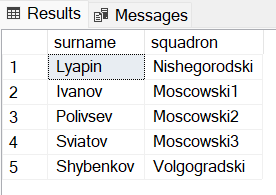 Results Messages
surname squadron
1 Lyapin Nishegorodski
2 Ivanov Moscowski1
3 Polivsev Moscowski2
4 Sviatov Moscowski3
5 Shybenkov Volgogradski